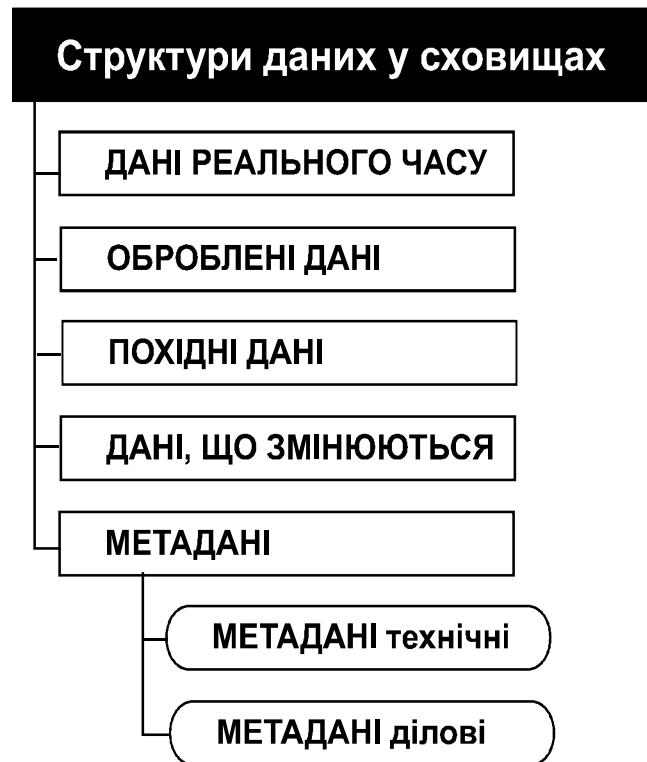 Структури даних у сховищах
ДАНІ РЕАЛЬНОГО ЧАСУ
ОБРОБЛЕНІ ДАНІ
ПОХІДНІ ДАНІ
ДАНІ, ЩО ЗМІНЮЮТЬСЯ
МЕТАДАНІ
МЕТАДАНІ технічні
МЕТАДАНІ ділові